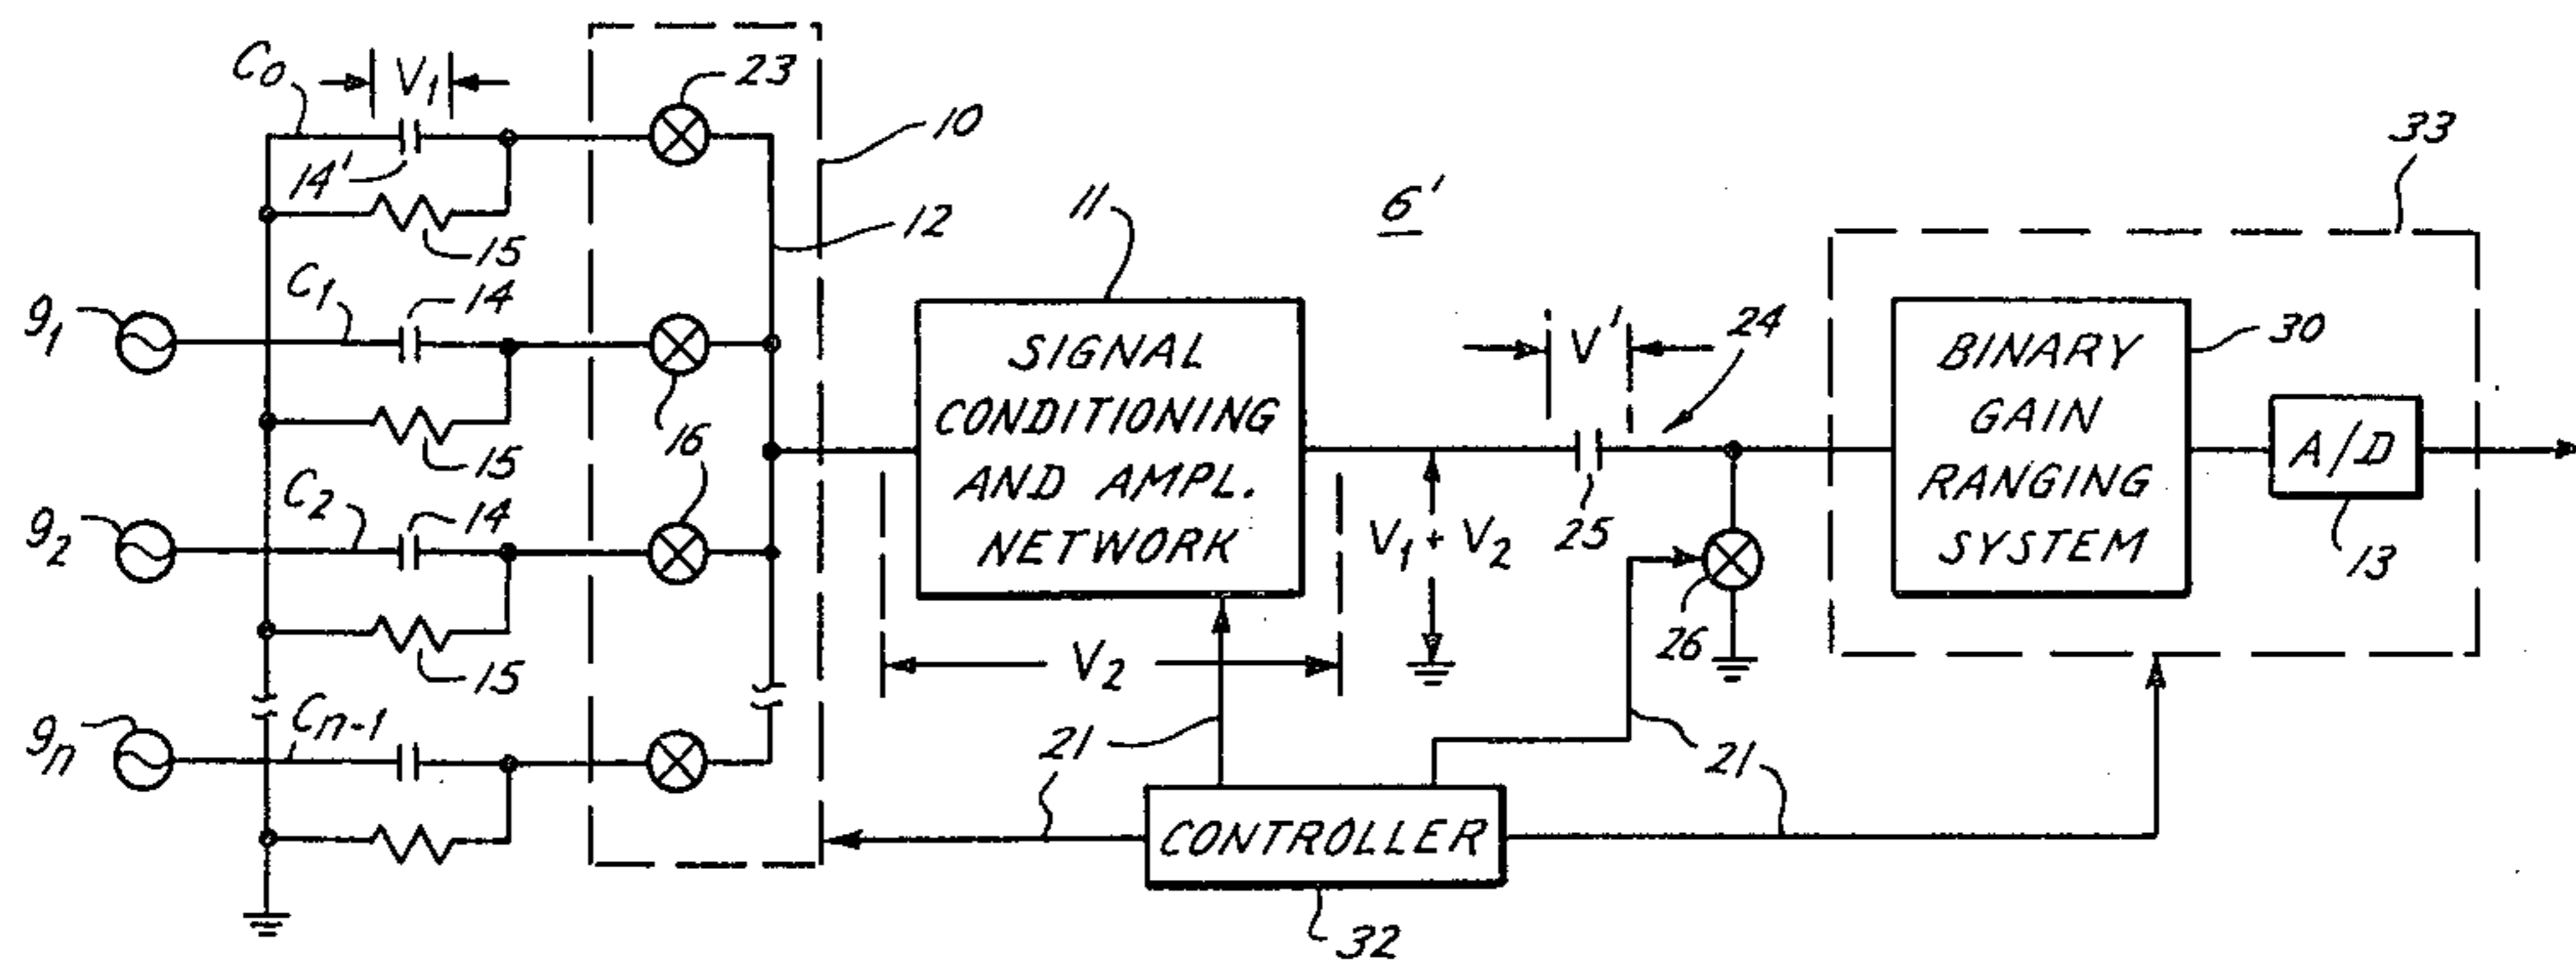 C₀
V₁
23
10
14'
12
15
11
6'
33
9₁
C₁
14
16
SIGNAL
CONDITIONING
AND AMPL.
NETWORK
V'
24
BINARY
GAIN
RANGING
SYSTEM
30
A/D
13
15
9₂
C₂
14
25
V₁ + V₂
26
15
V₂
9ₙ
Cₙ₋₁
21
21
21
21
CONTROLLER
32